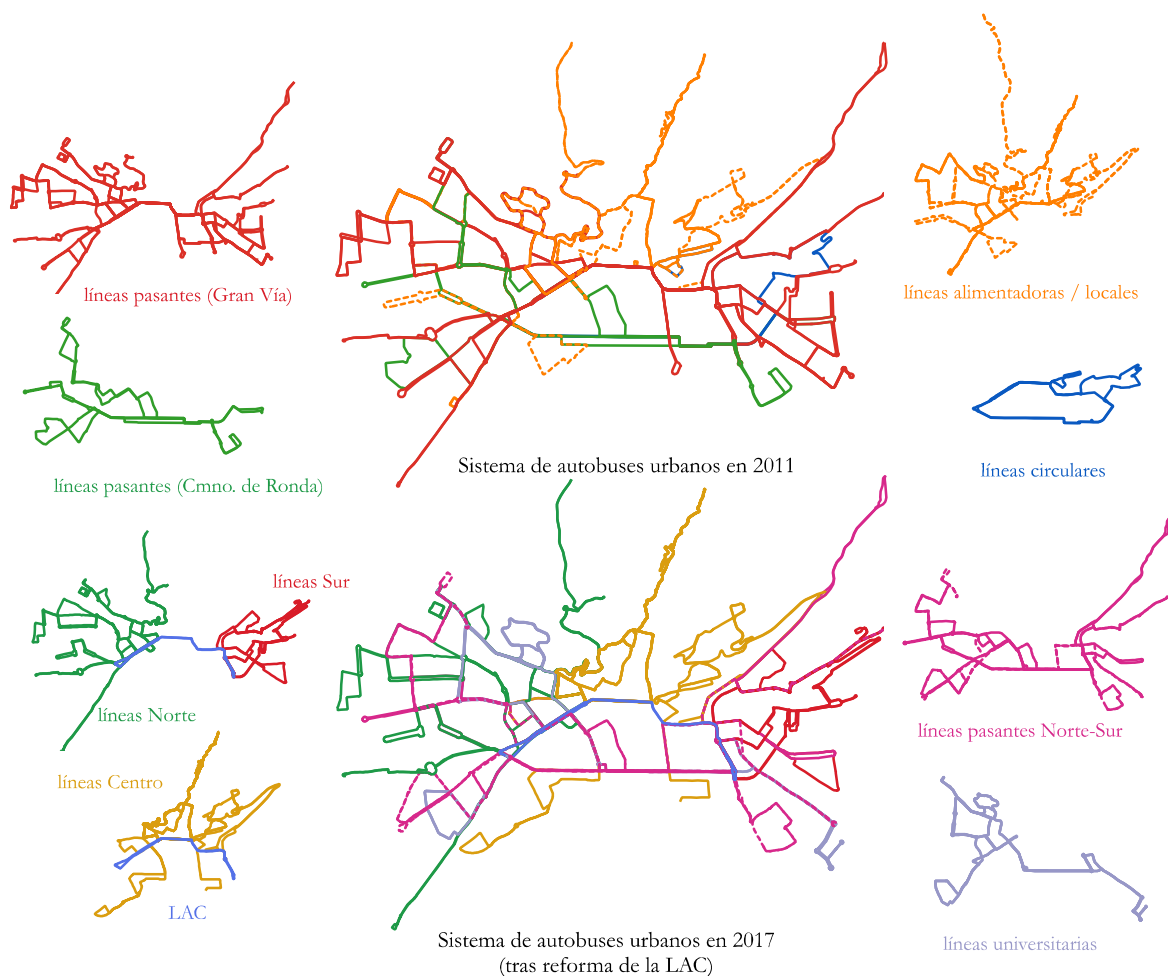 líneas pasantes (Gran Vía)
líneas alimentadoras / locales
líneas pasantes (Cmno. de Ronda)
Sistema de autobuses urbanos en 2011
líneas circulares
líneas Sur
líneas Norte
líneas pasantes Norte-Sur
líneas Centro
LAC
Sistema de autobuses urbanos en 2017
(tras reforma de la LAC)
líneas universitarias